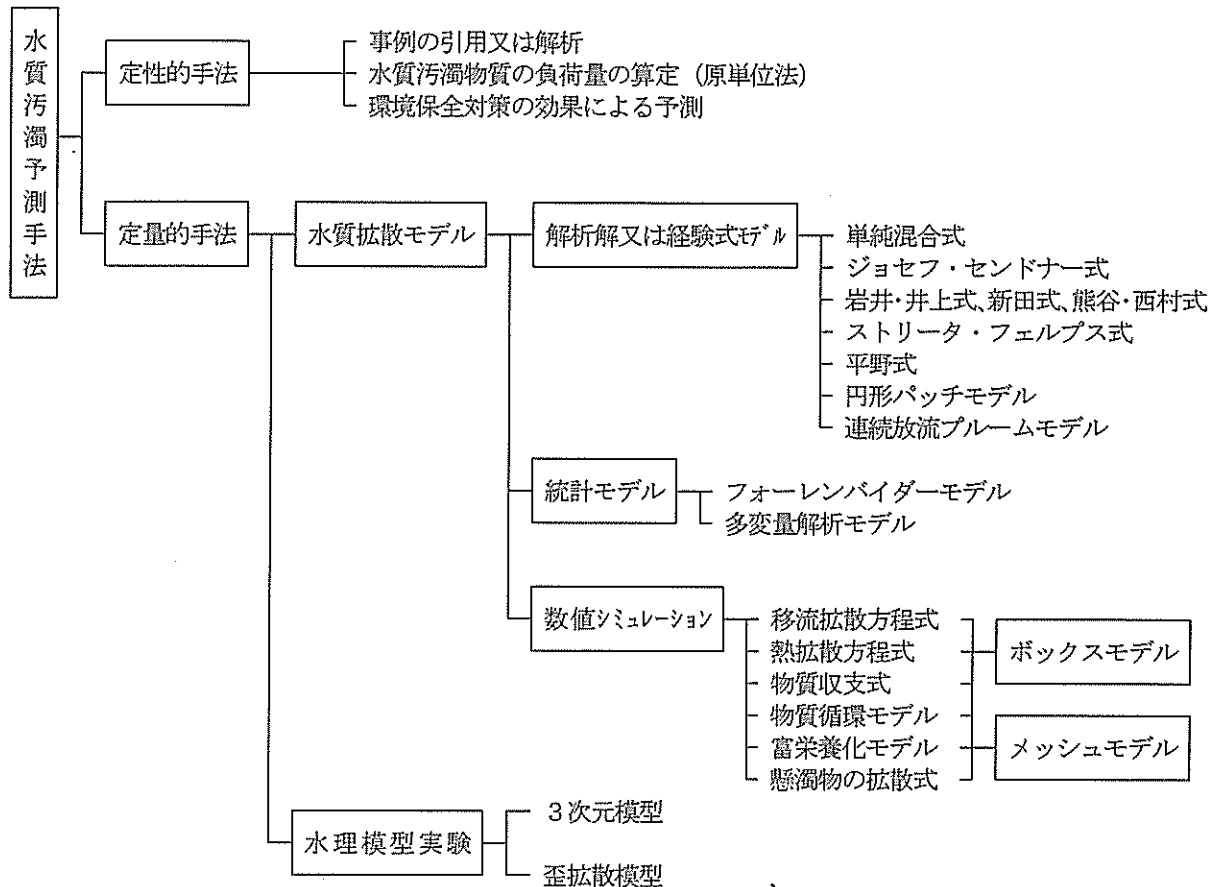 水質汚濁予測手法
定性的手法
事例の引用又は解析
水質汚濁物質の負荷量の算定（原単位法）
環境保全対策の効果による予測
定量的手法
水質拡散モデル
解析解又は経験式ﾓﾃﾞﾙ
単純混合式
ジョセフ・センドナー式
岩井・井上式、新田式、熊谷・西村式
ストリータ・フェルプス式
平野式
円形パッチモデル
連続放流プルームモデル
統計モデル
フォーレンバイダーモデル
多変量解析モデル
数値ｼﾐｭﾚｰｼｮﾝ
移流拡散方程式
熱拡散方程式
物質収支式
物質循環モデル
富栄養化モデル
懸濁物の拡散式
ボックスモデル
メッシュモデル
水理模型実験
３次元模型
歪拡散模型